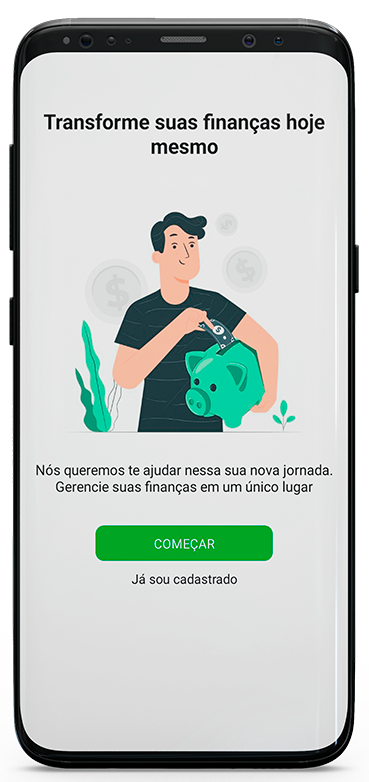 Transforme suas finanças hoje
mesmo
Nós queremos te ajudar nessa sua nova jornada.
Gerencie suas finanças em um único lugar
COMEÇAR
Já sou cadastrado